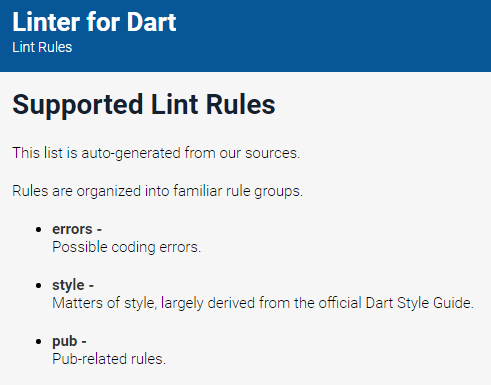 Linter for Dart
Lint Rules
Supported Lint Rules
This list is auto-generated from our sources.
Rules are organized into familiar rule groups.
errors -
Possible coding errors.
style -
Matters of style, largely derived from the official Dart Style Guide.
pub -
Pub-related rules.